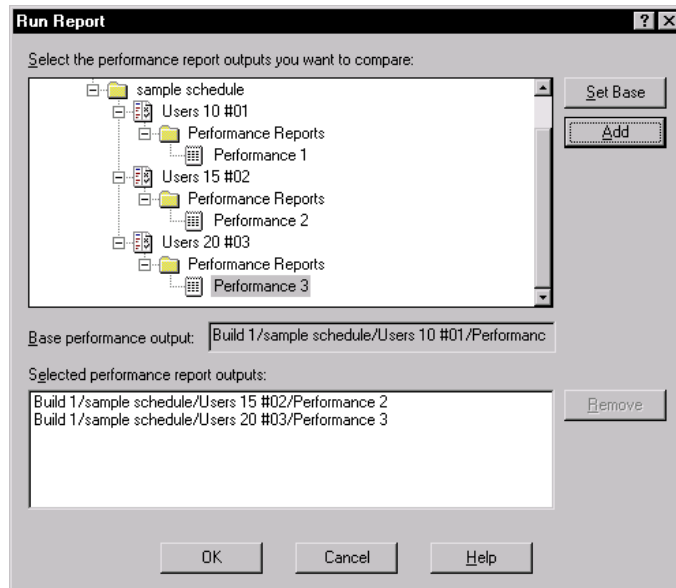 Run Report
Select the performance report outputs you want to compare:
sample schedule
Users 10 #01
Performance Reports
Performance 1
Users 15 #02
Performance Reports
Performance 2
Users 20 #03
Performance Reports
Performance 3
Set Base
Add
Base performance output: Build 1/sample schedule/Users 10 #01/Performanc
Selected performance report outputs:
Build 1/sample schedule/Users 15 #02/Performance 2
Build 1/sample schedule/Users 20 #03/Performance 3
Remove
OK Cancel Help